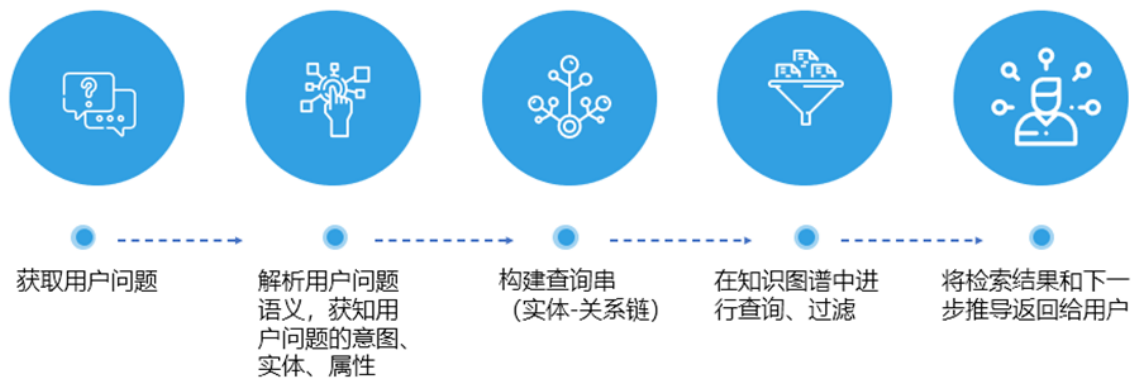 获取用户问题
解析用户问题
语义，获知用
户问题的意图、
实体、属性
构建查询串
（实体-关系链）
在知识图谱中进
行查询、过滤
将检索结果和下一
步推导返回给用户